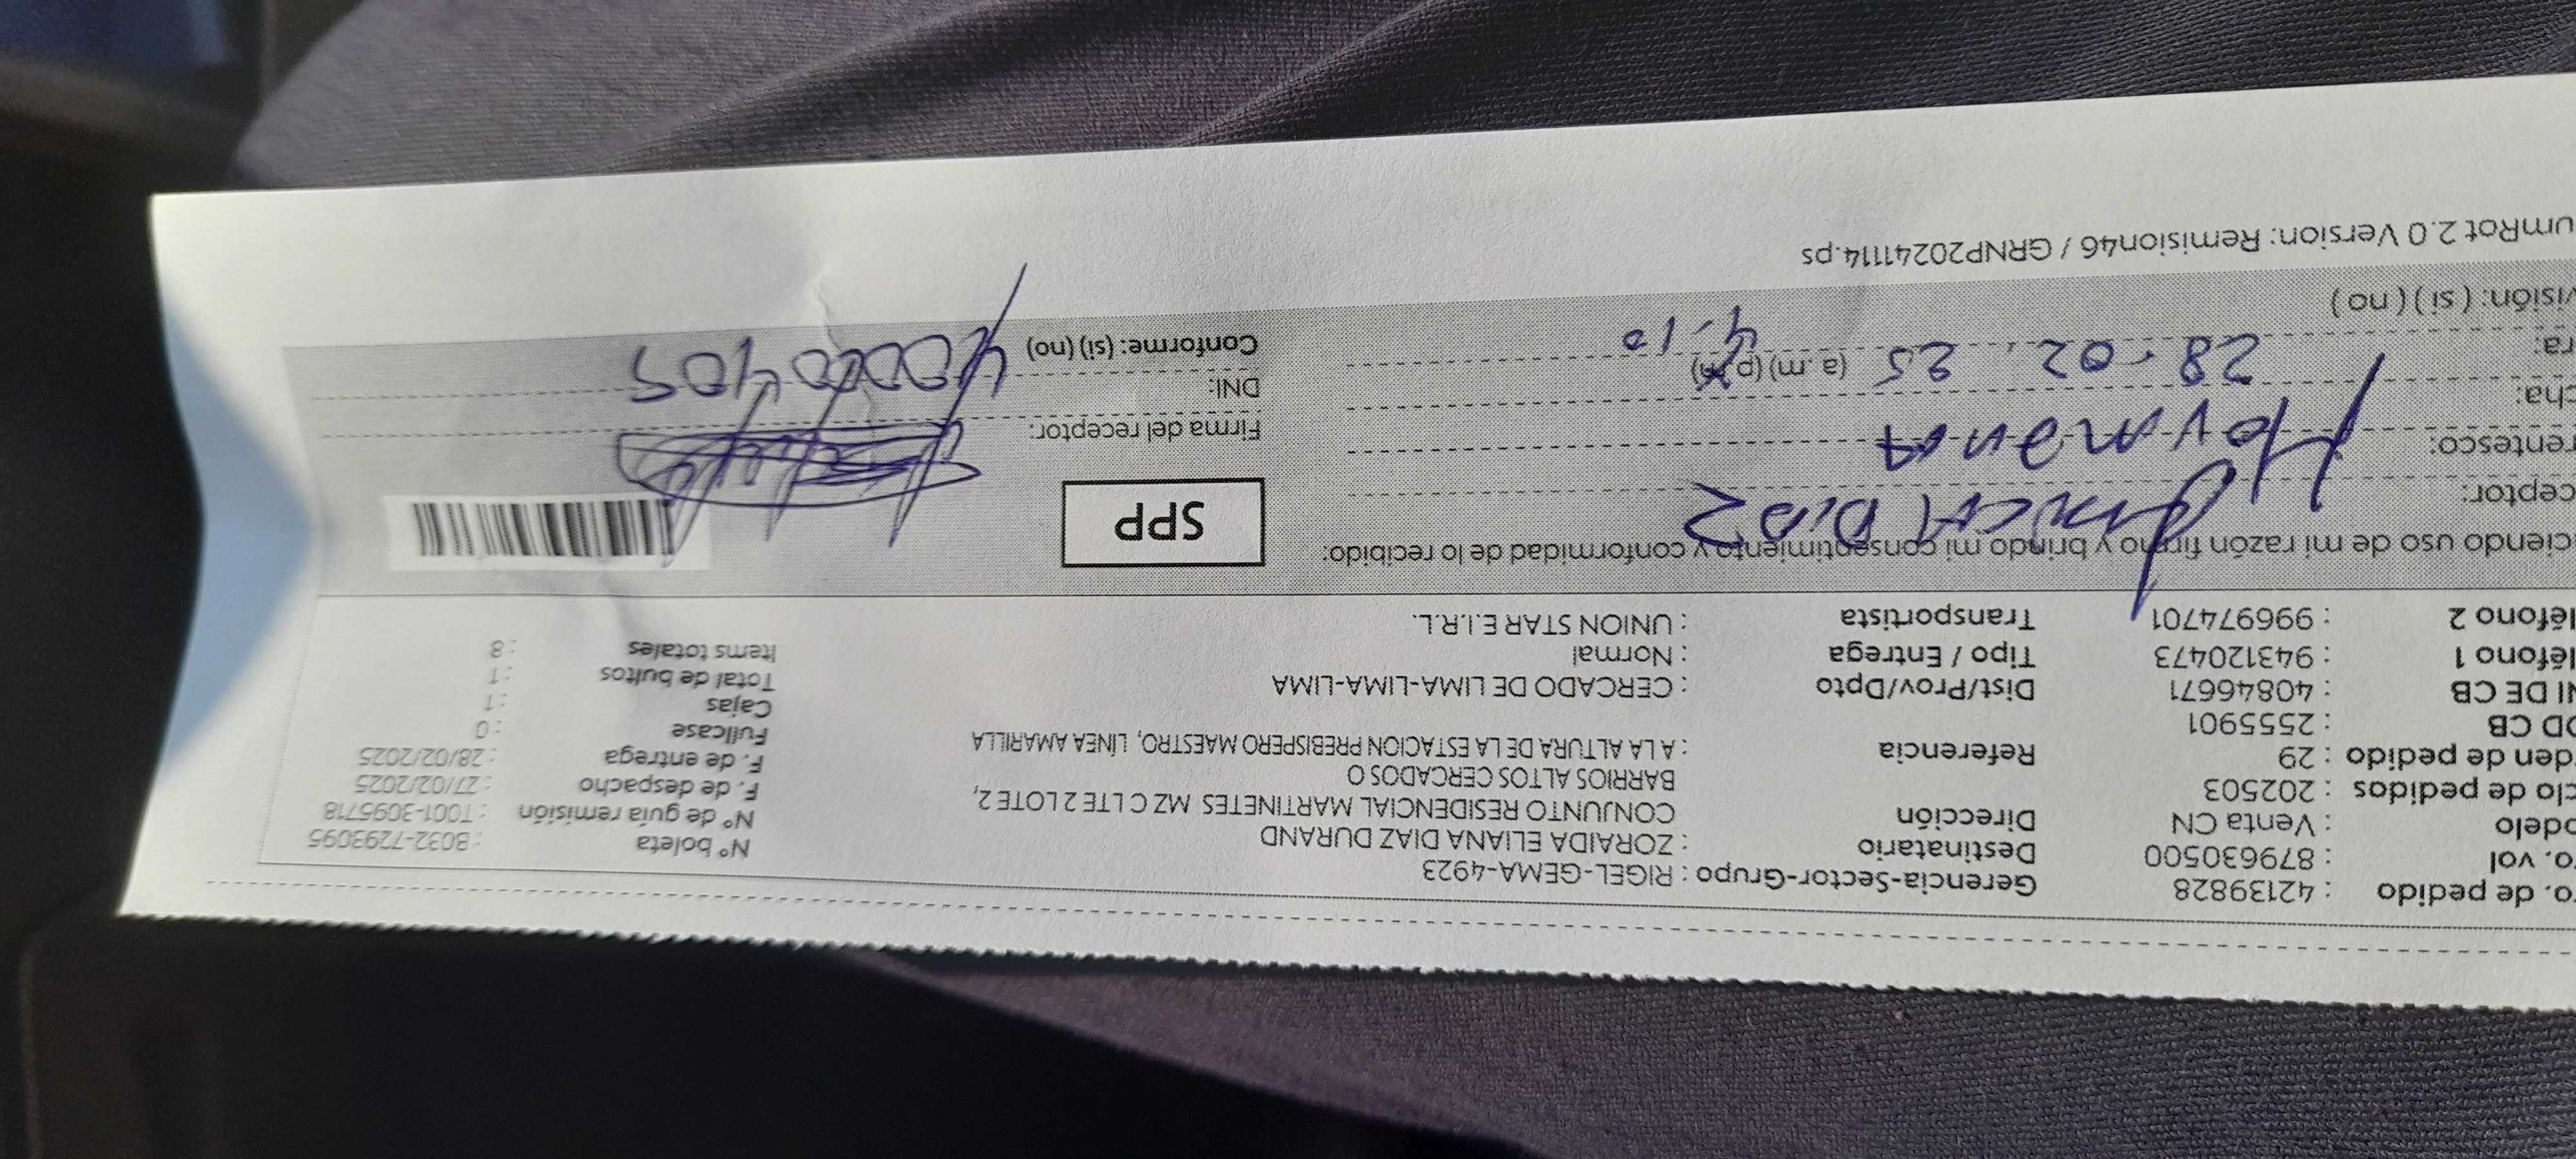 ro. de pedido : 42139828 Gerencia-Sector-Grupo : RIGEL-GEMA-4923
o. vol : 879630500 Destinatario : ZORAIDA ELIANA DIAZ DURAND Nº boleta : B032-7293095
odelo : Venta CN Dirección CONJUNTO RESIDENCIAL MARTINETES MZ C LTE 2 LOTE 2, Nº de guía remisión : T001-3095718
clo de pedidos : 202503 BARRIOS ALTOS CERCADOS O F. de despacho : 27/02/2025
den de pedido : 29 Referencia : A LA ALTURA DE LA ESTACION PREBISPERO MAESTRO, LÍNEA AMARILLA F. de entrega : 28/02/2025
OD CB : 2555901 Fullcase : 0
NI DE CB : 40846671 Dist/Prov/Dpto : CERCADO DE LIMA-LIMA-LIMA Cajas : 1
léfono 1 : 943120473 Tipo / Entrega : Normal Total de bultos : 1
léfono 2 : 996974701 Transportista : UNION STAR E.I.R.L. Items totales : 8
ciendo uso de mi razón firmo y brindo mi consentimiento y conformidad de lo recibido:
ceptor: Diaz SPP
rentesco: Hermana Firma del receptor:
cha: 28-02. 25 DNI: 40000409
ra: (a.m) (p.m) 4.10 Conforme: (si) (no)
visión: ( si ) ( no )
umRot 2.0 Version: Remision46 / GRNP20241114.ps